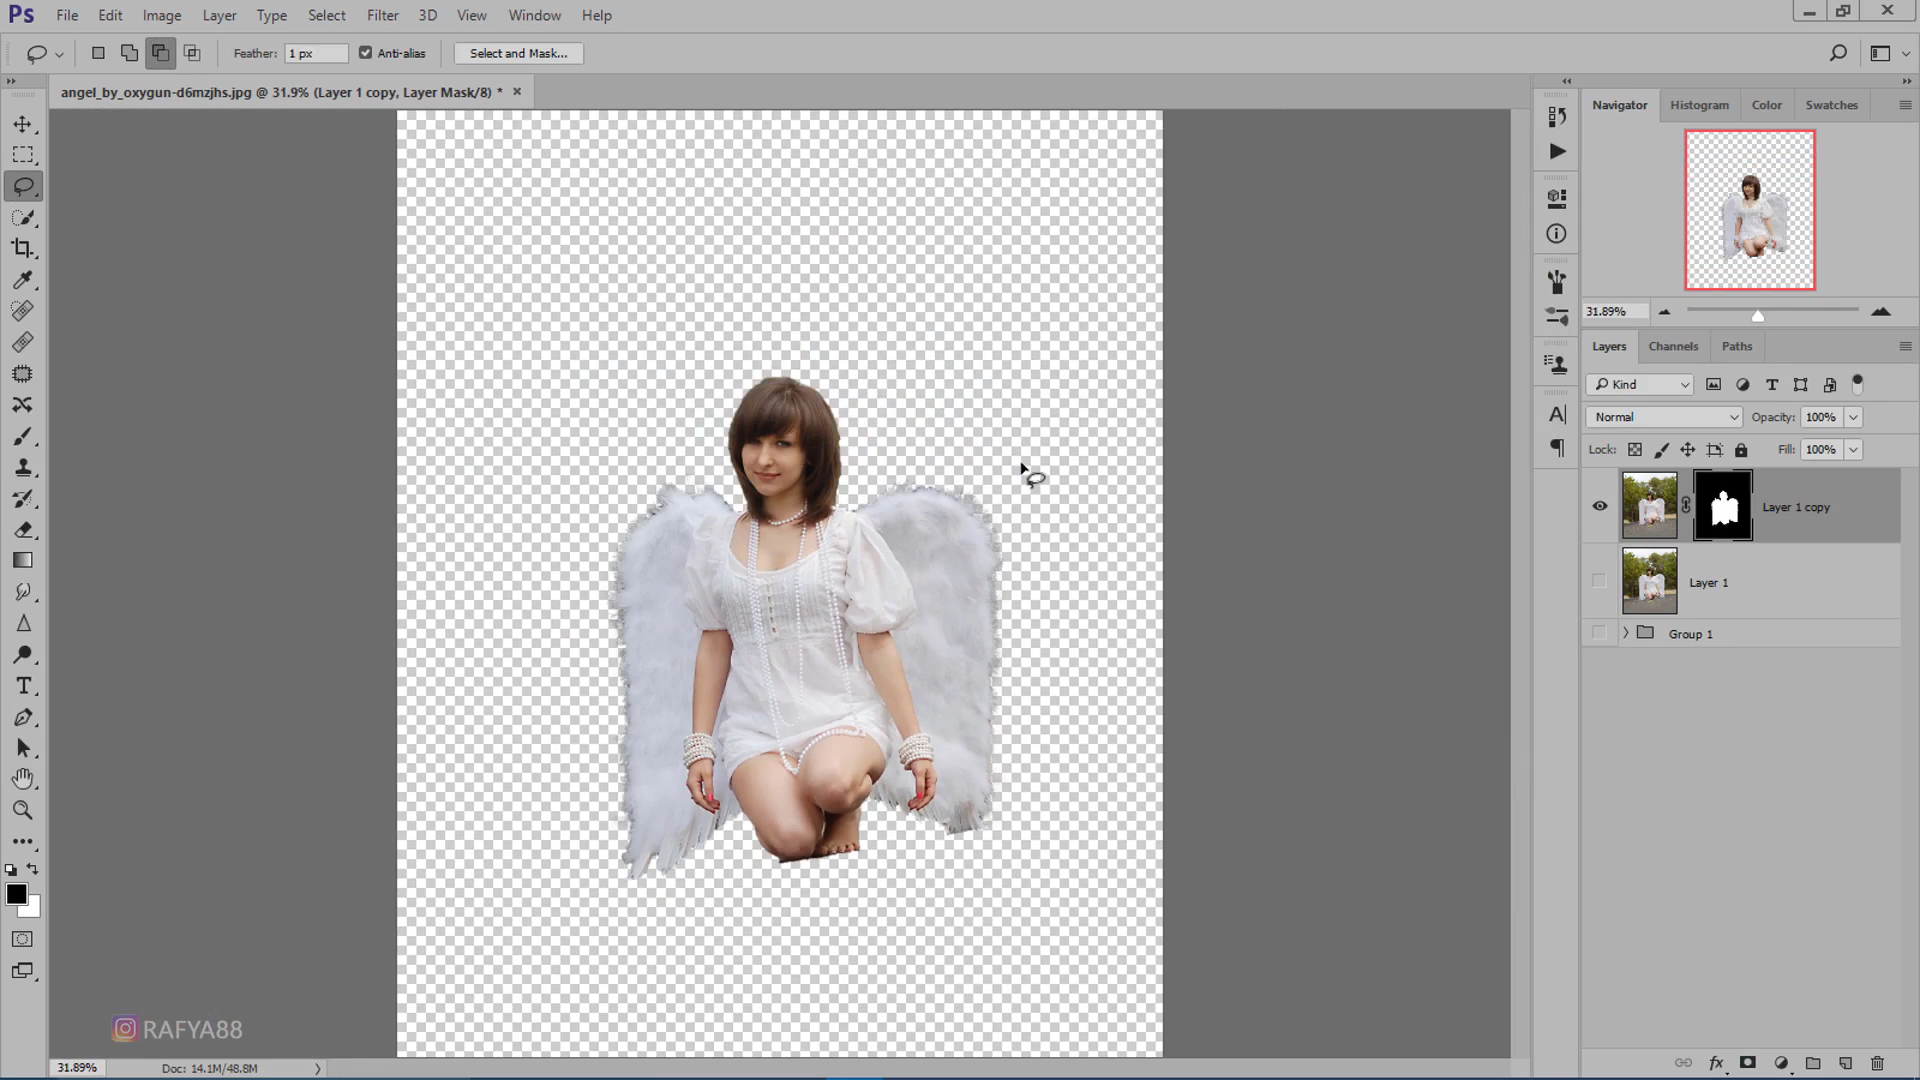 Ps File Edit Image Layer Type Select Filter 3D View Window Help
Feather: 1 px Anti-alias Select and Mask...
angel_by_oxygun-d6mzjhs.jpg @ 31.9% (Layer 1 copy, Layer Mask/8) *
Navigator Histogram Color Swatches
31.89%
Layers Channels Paths
Kind
Normal Opacity: 100%
Lock: Fill: 100%
Layer 1 copy
Layer 1
Group 1
RAFYA88
31.89% Doc: 14.1M/48.8M
fx